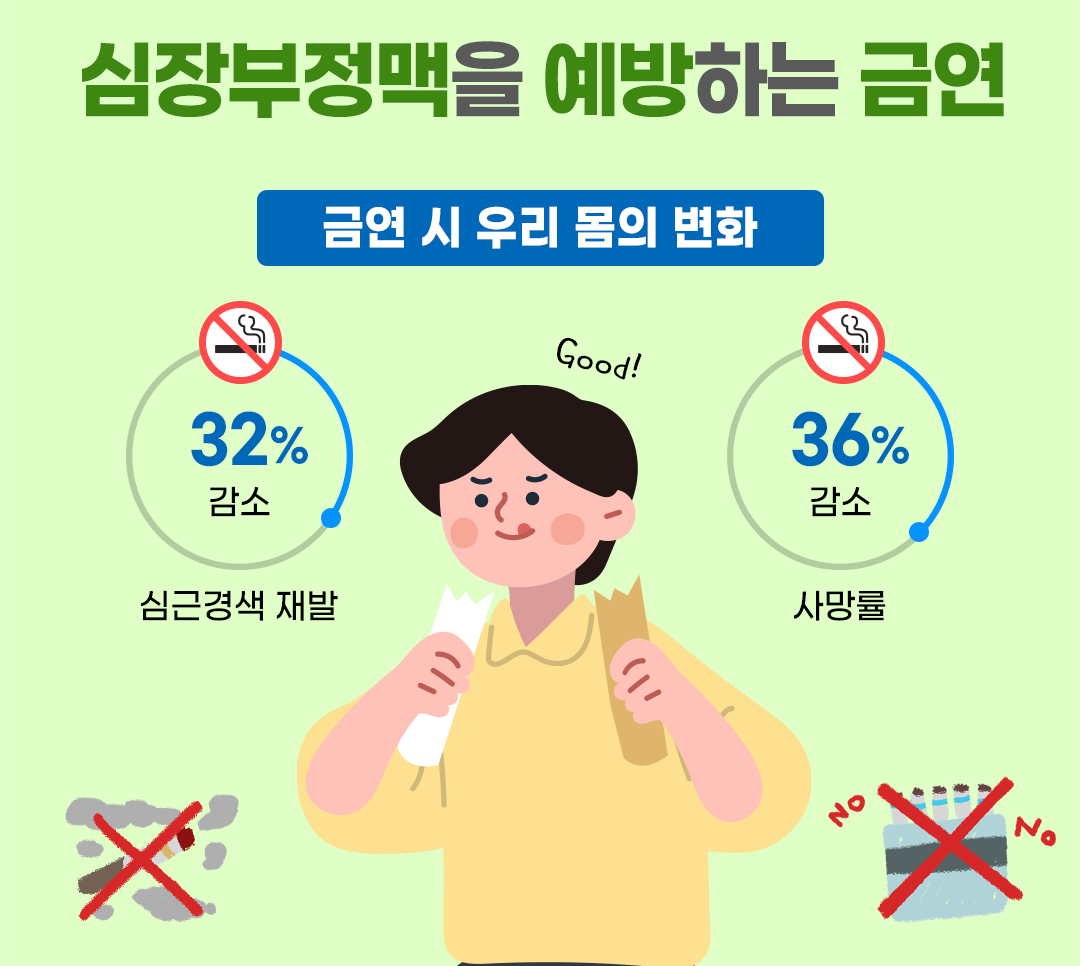 심장부정맥을 예방하는 금연
금연 시 우리 몸의 변화
Good!
32%
감소
심근경색 재발
36%
감소
사망률
NO
NO